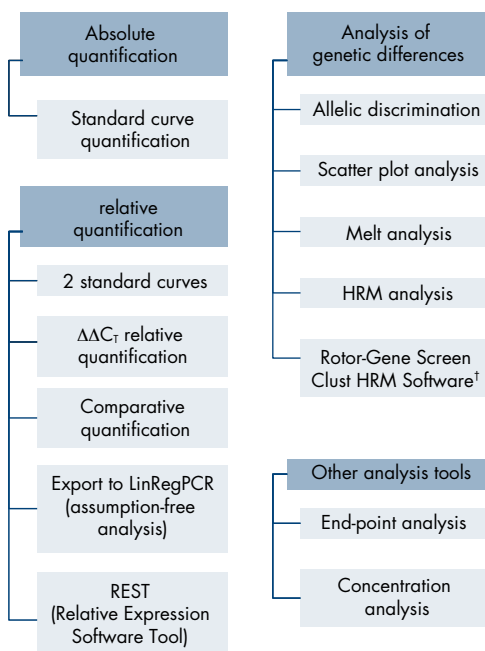 Absolute
quantification
Standard curve
quantification
relative
quantification
2 standard curves
ΔΔC₁ relative
quantification
Comparative
quantification
Export to LinRegPCR
(assumption-free
analysis)
REST
(Relative Expression
Software Tool)
Analysis of
genetic differences
Allelic discrimination
Scatter plot analysis
Melt analysis
HRM analysis
Rotor-Gene Screen
Clust HRM Software†
Other analysis tools
End-point analysis
Concentration
analysis